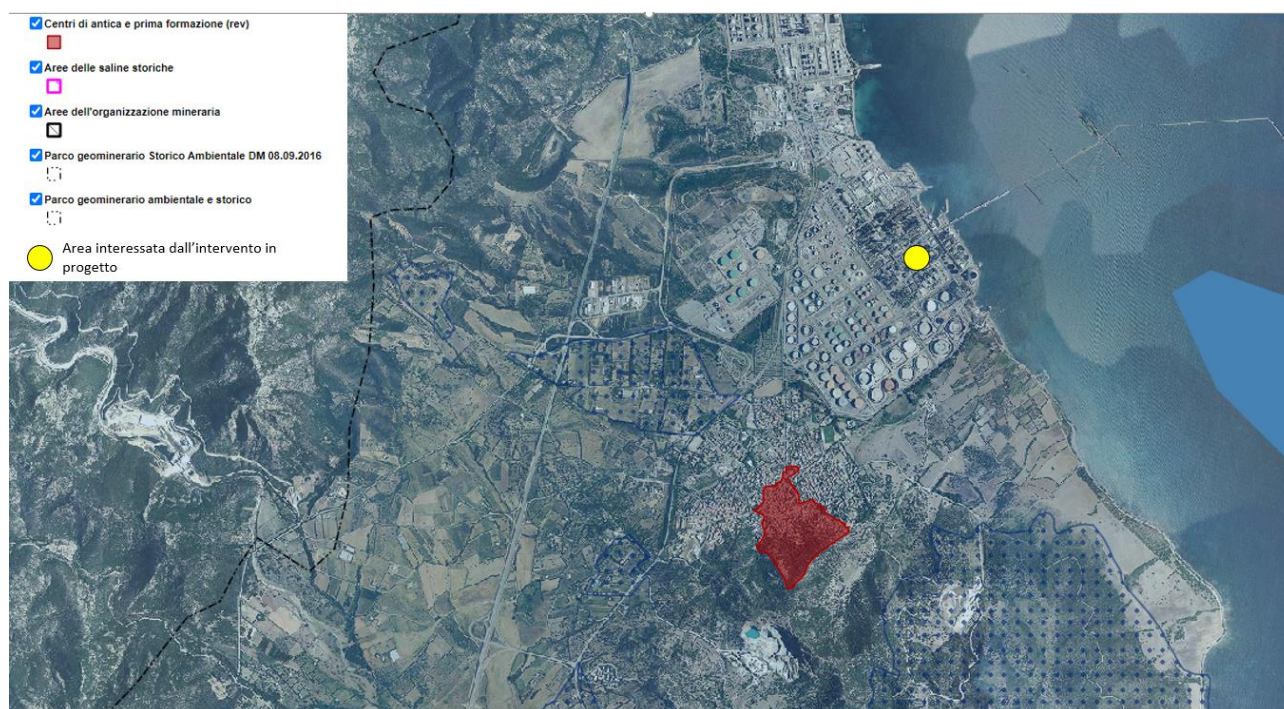 Centri di antica e prima formazione (rev)
Aree delle saline storiche
Aree dell'organizzazione mineraria
Parco geominerario Storico Ambientale DM 08.09.2016
Parco geominerario ambientale e storico
Area interessata dall'intervento in
progetto